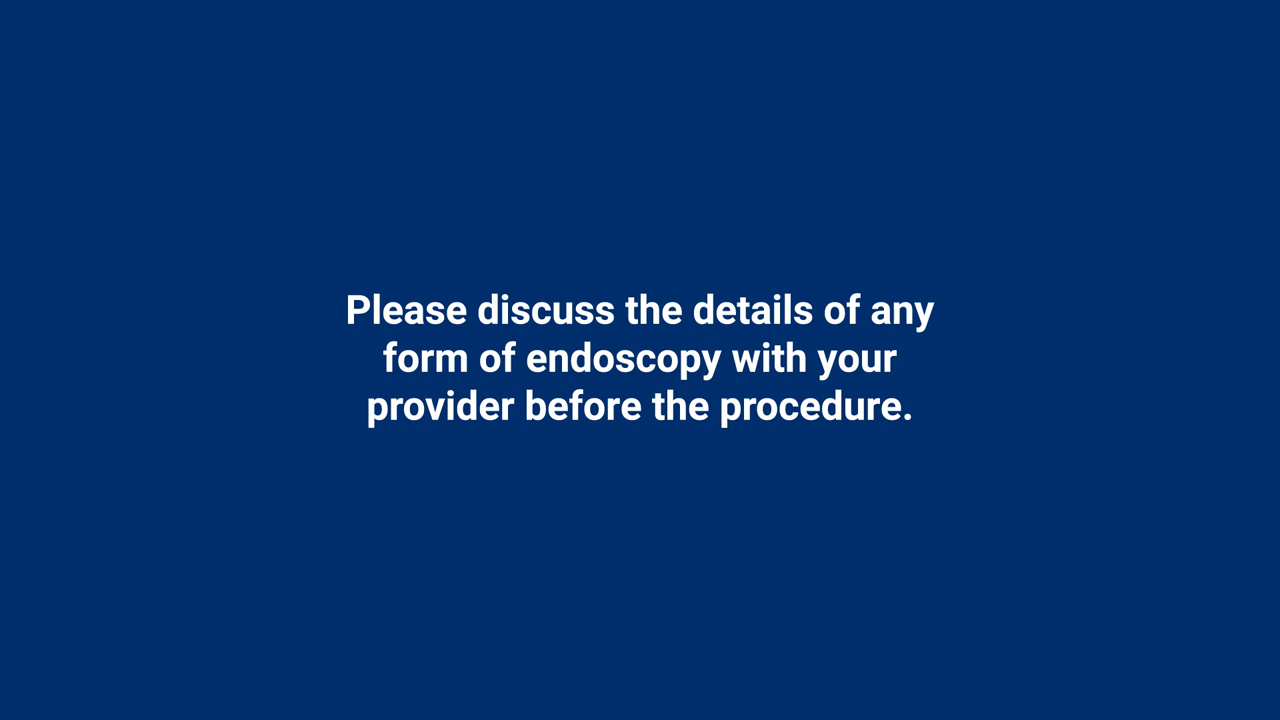 Please discuss the details of any
form of endoscopy with your
provider before the procedure.